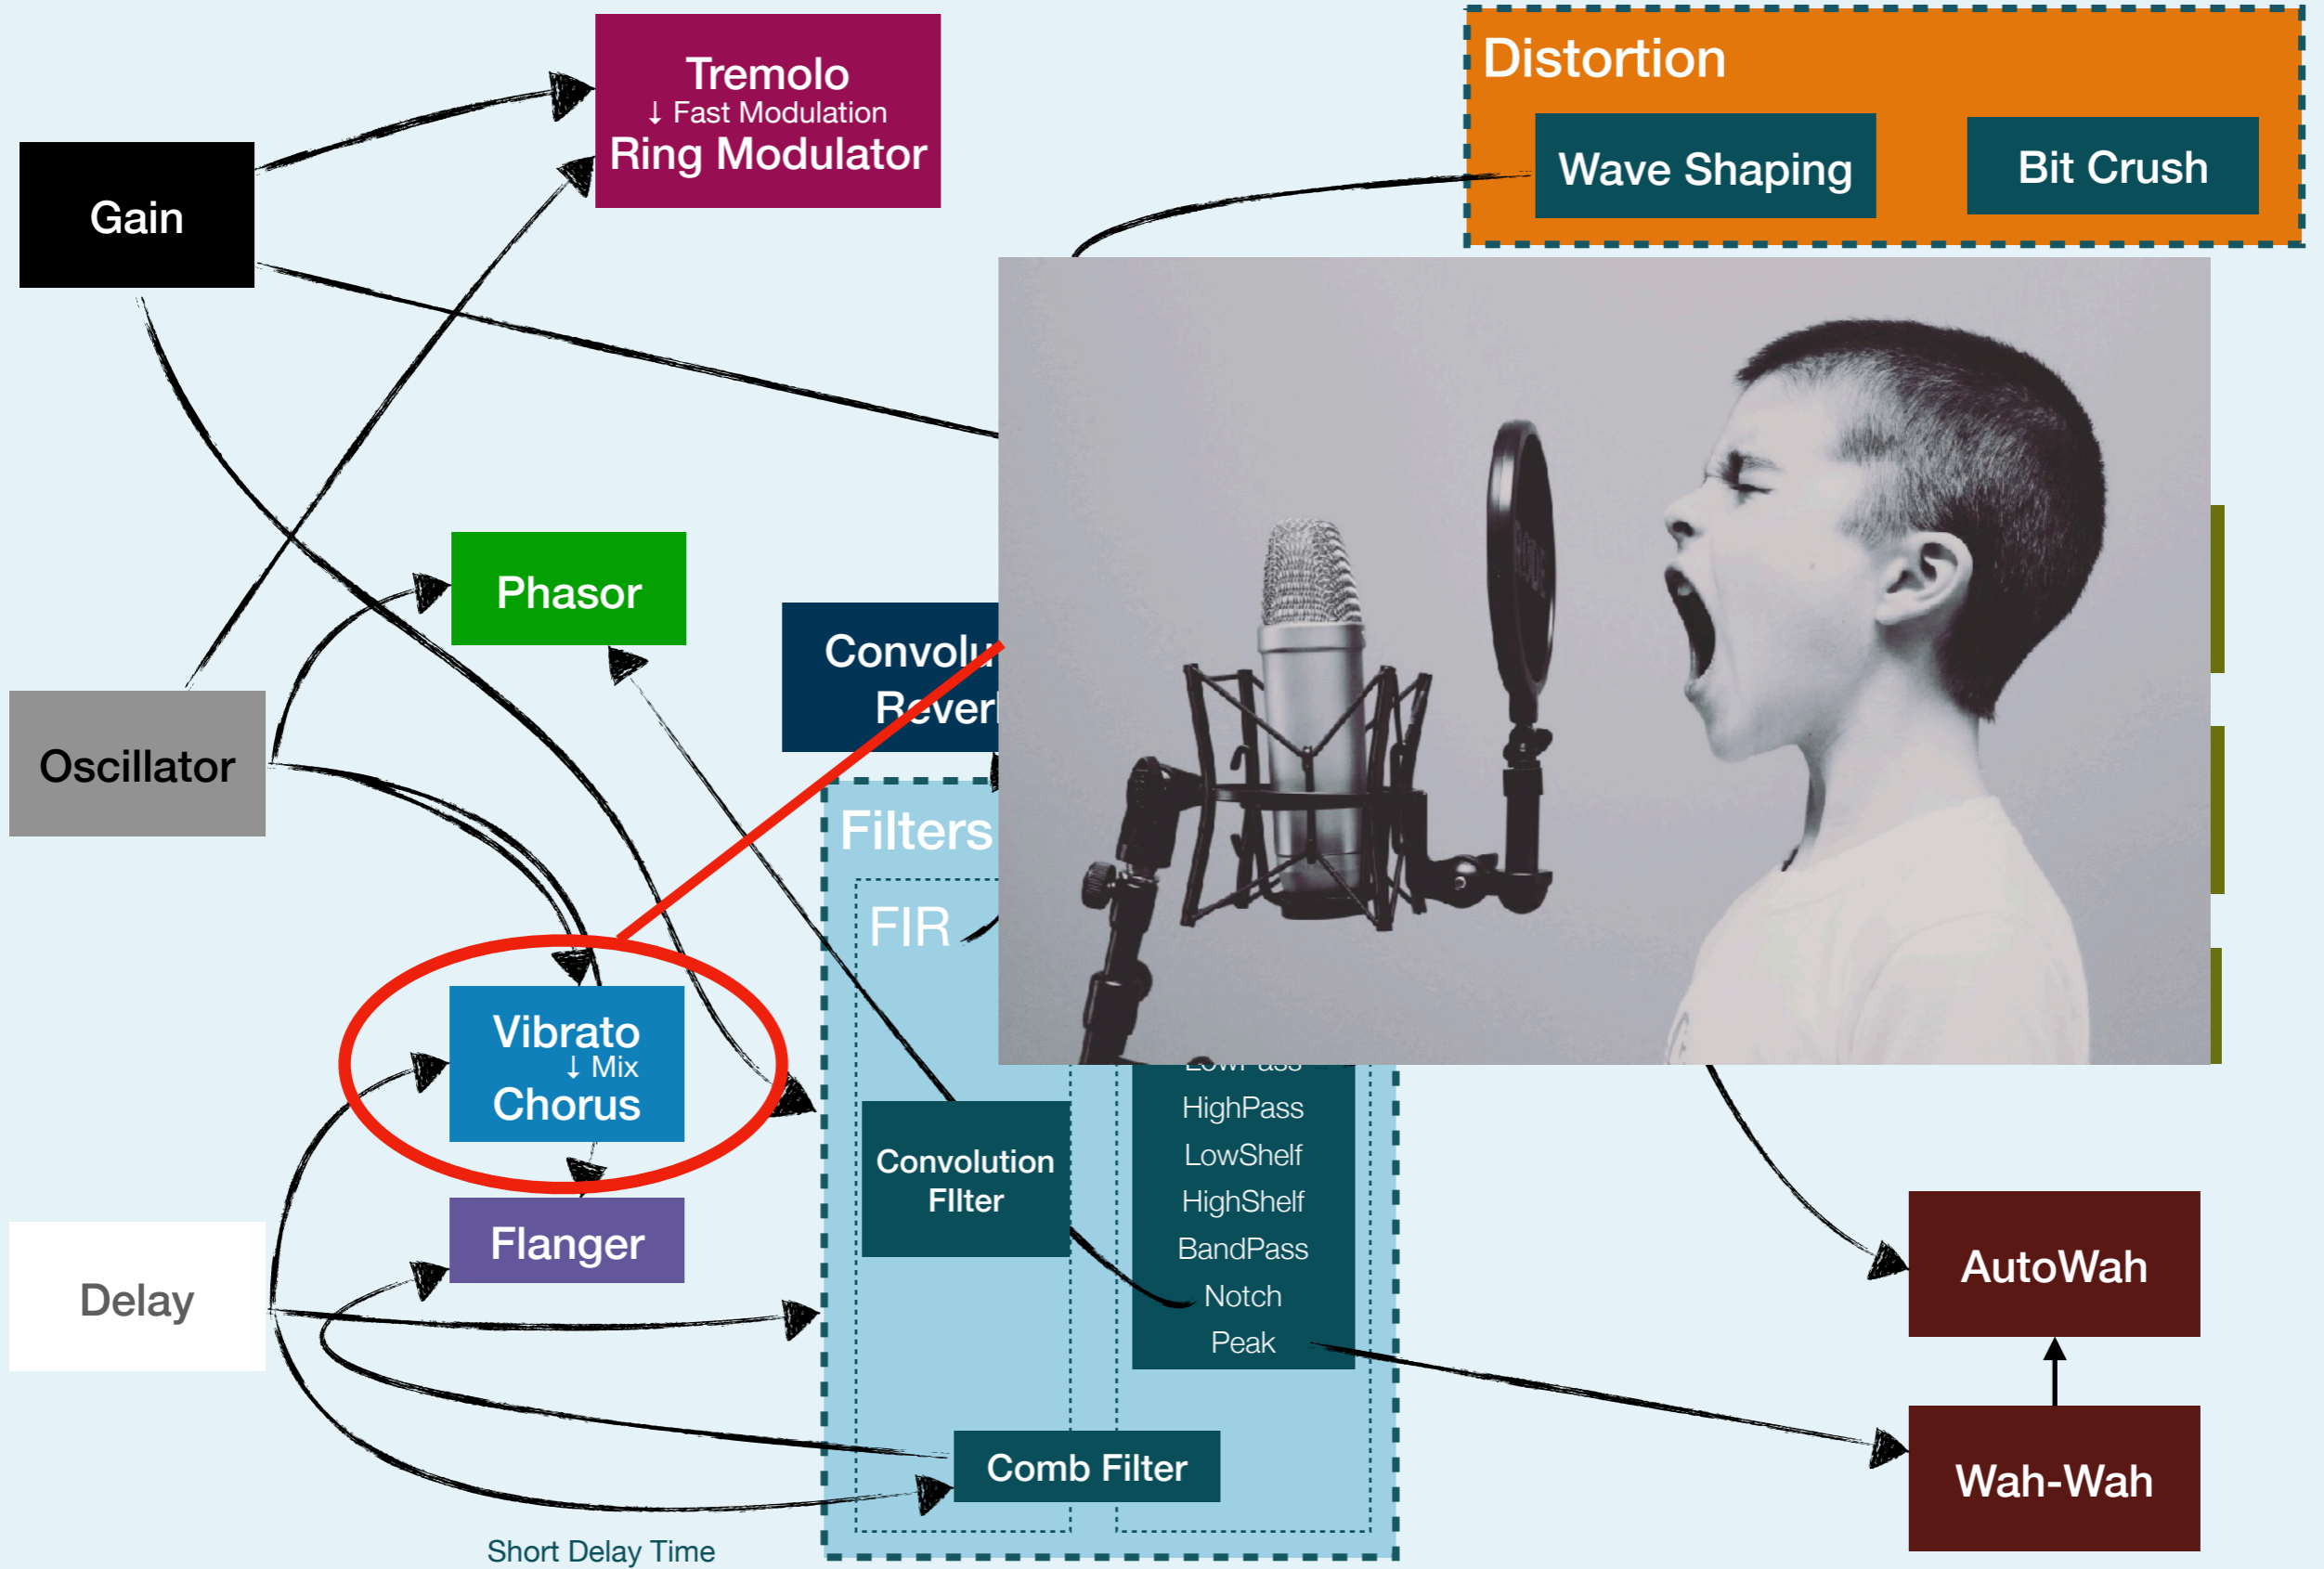 Tremolo
↓ Fast Modulation
Ring Modulator
Distortion
Wave Shaping
Bit Crush
Gain
Phasor
Oscillator
Filters
FIR
Vibrato
↓ Mix
Chorus
LowPass
HighPass
LowShelf
HighShelf
BandPass
Notch
Peak
Convolution
FIlter
Flanger
Delay
AutoWah
Comb Filter
Wah-Wah
Short Delay Time